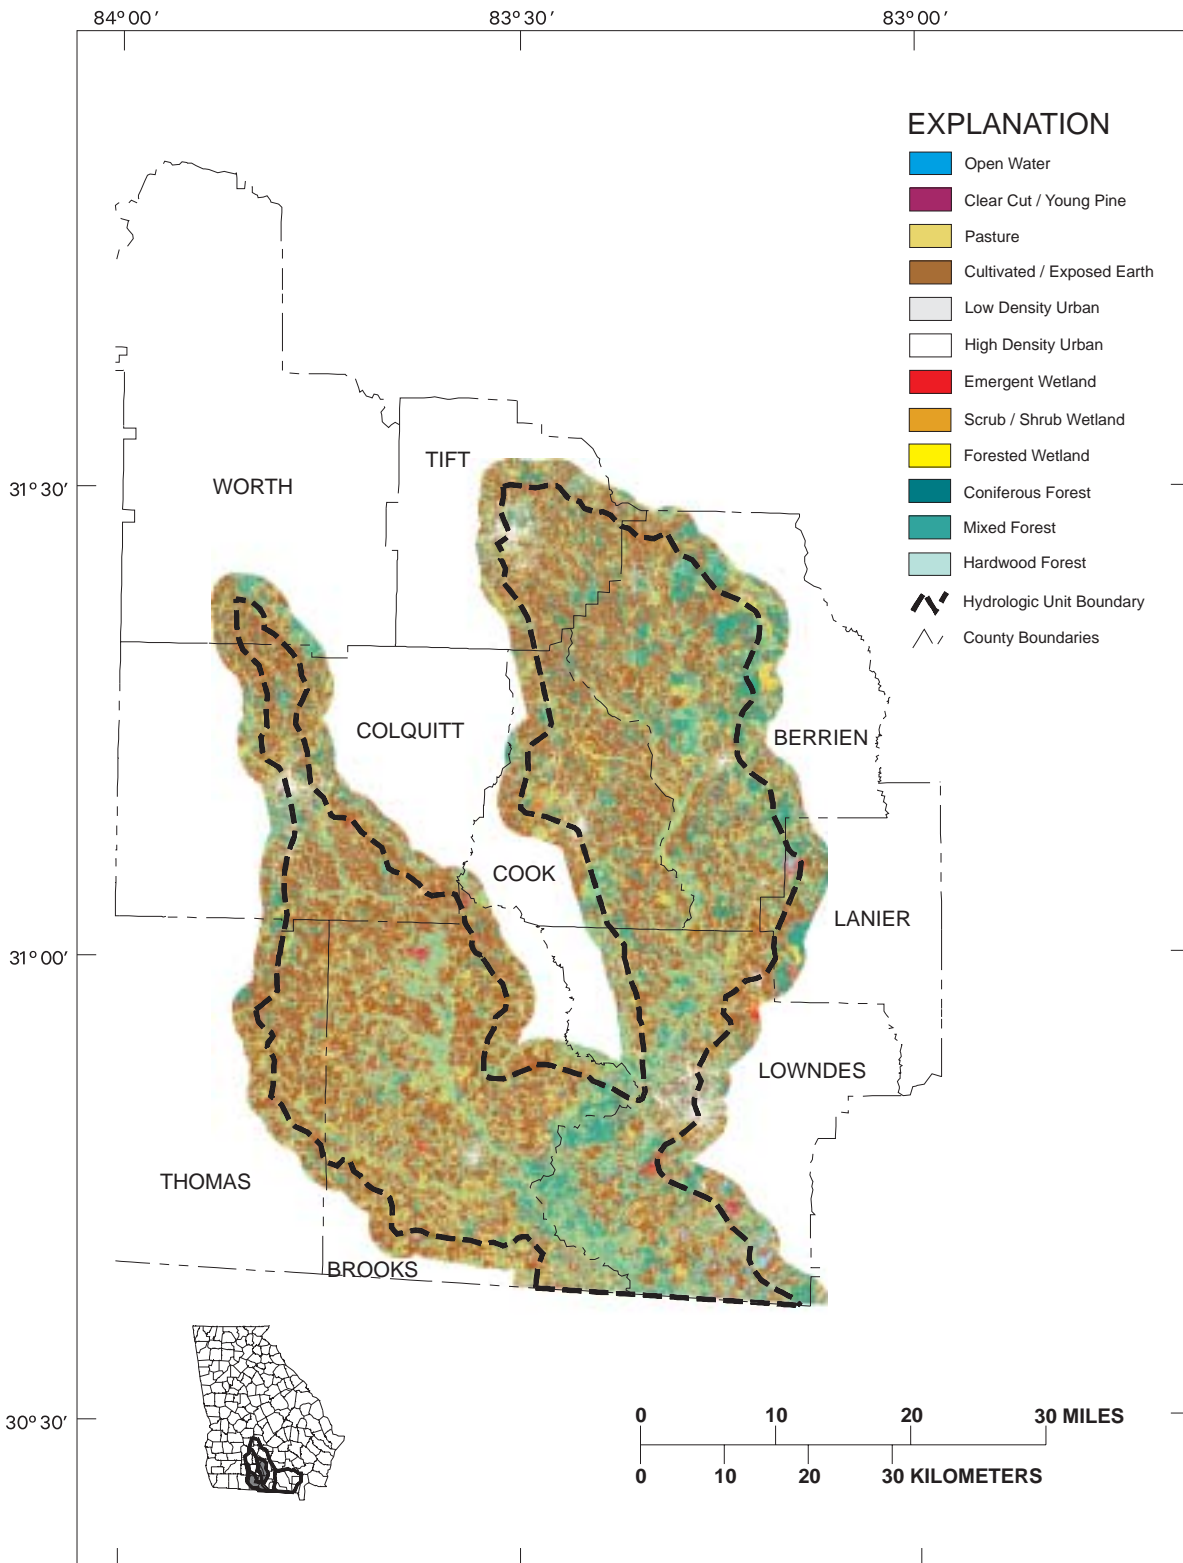 84°00′ 83°30′ 83°00′
EXPLANATION
Open Water
Clear Cut / Young Pine
Pasture
Cultivated / Exposed Earth
Low Density Urban
High Density Urban
Emergent Wetland
Scrub / Shrub Wetland
Forested Wetland
Coniferous Forest
Mixed Forest
Hardwood Forest
Hydrologic Unit Boundary
County Boundaries
TIFT
31°30′
WORTH
COLQUITT
BERRIEN
COOK
LANIER
31°00′
LOWNDES
THOMAS
BROOKS
30°30′
0 10 20 30 MILES
0 10 20 30 KILOMETERS